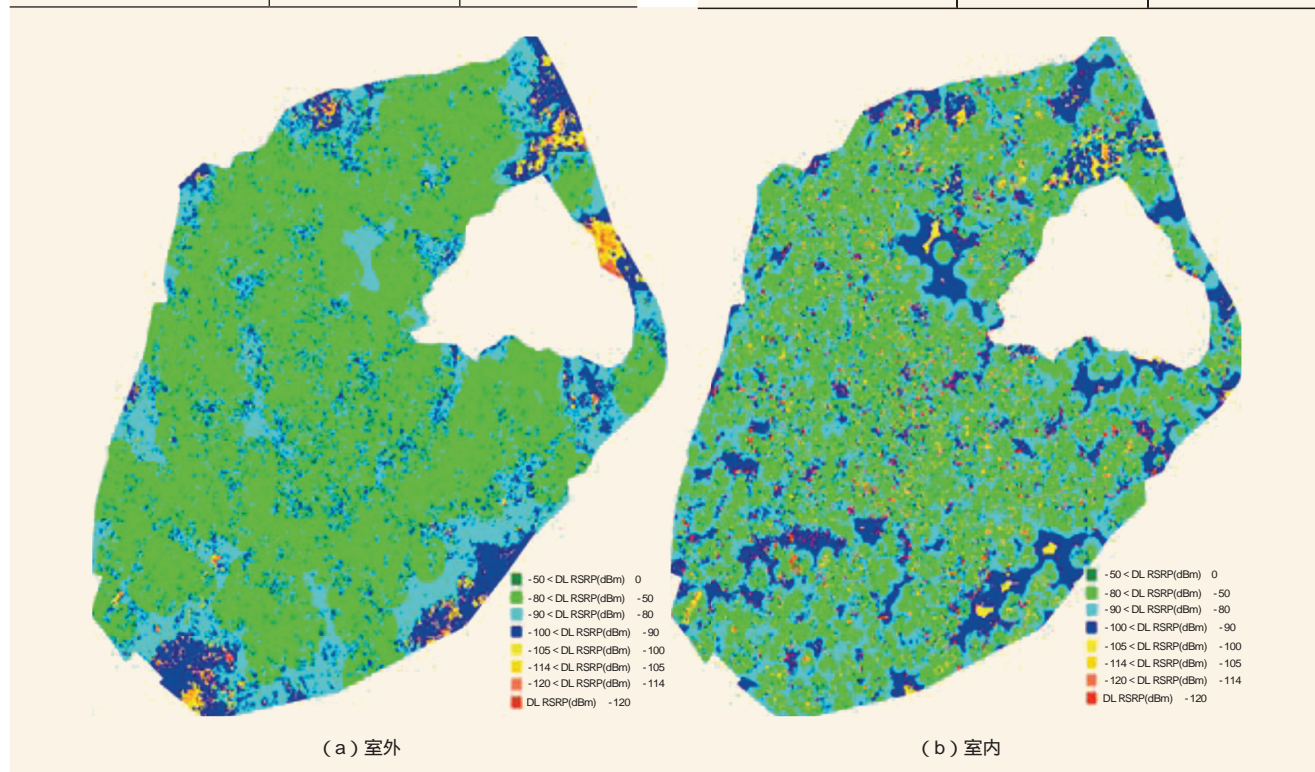 -50 < DL RSRP(dBm) 0
-80 < DL RSRP(dBm) -50
-90 < DL RSRP(dBm) -80
-100 < DL RSRP(dBm) -90
-105 < DL RSRP(dBm) -100
-114 < DL RSRP(dBm) -105
-120 < DL RSRP(dBm) -114
DL RSRP(dBm) -120
-50 < DL RSRP(dBm) 0
-80 < DL RSRP(dBm) -50
-90 < DL RSRP(dBm) -80
-100 < DL RSRP(dBm) -90
-105 < DL RSRP(dBm) -100
-114 < DL RSRP(dBm) -105
-120 < DL RSRP(dBm) -114
DL RSRP(dBm) -120
(a)室外
(b)室内